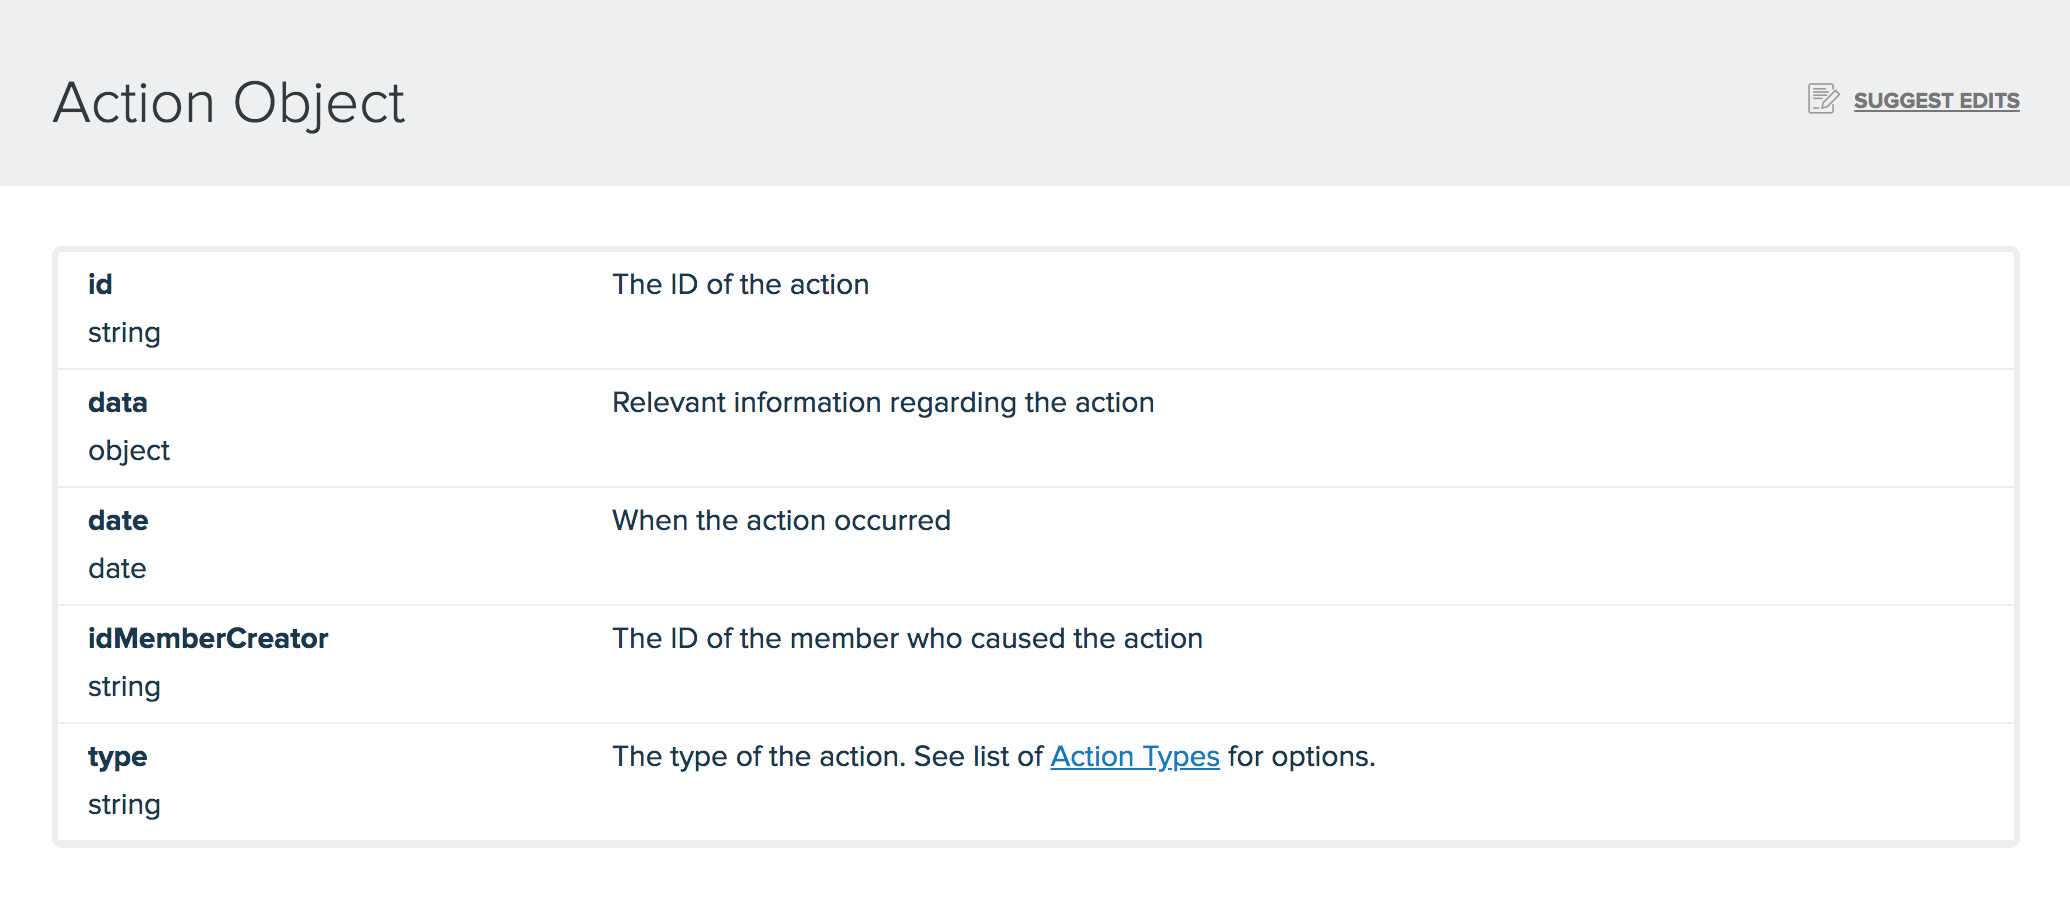 Action Object
SUGGEST EDITS
id
The ID of the action
string
data
Relevant information regarding the action
object
date
When the action occurred
date
idMemberCreator
The ID of the member who caused the action
string
type
The type of the action. See list of Action Types for options.
string